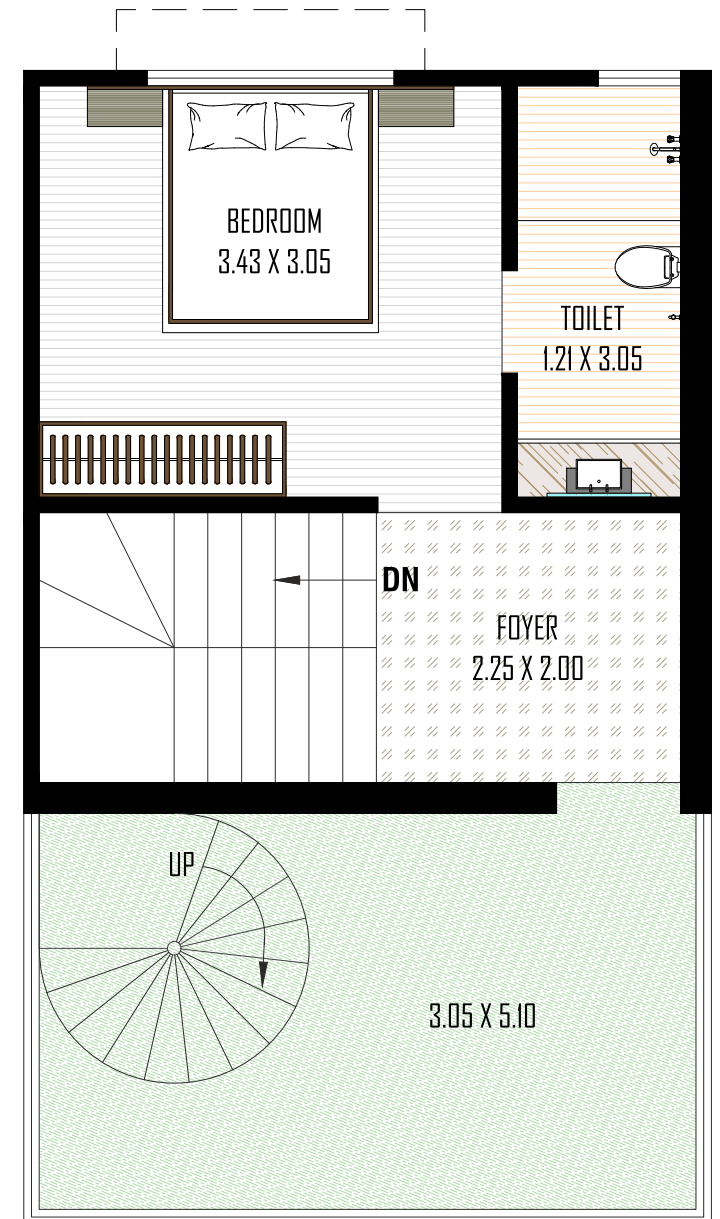 BEDROOM
3.43 X 3.05
TOILET
1.21 X 3.05
DN
FOYER
2.25 X 2.00
UP
3.05 X 5.10